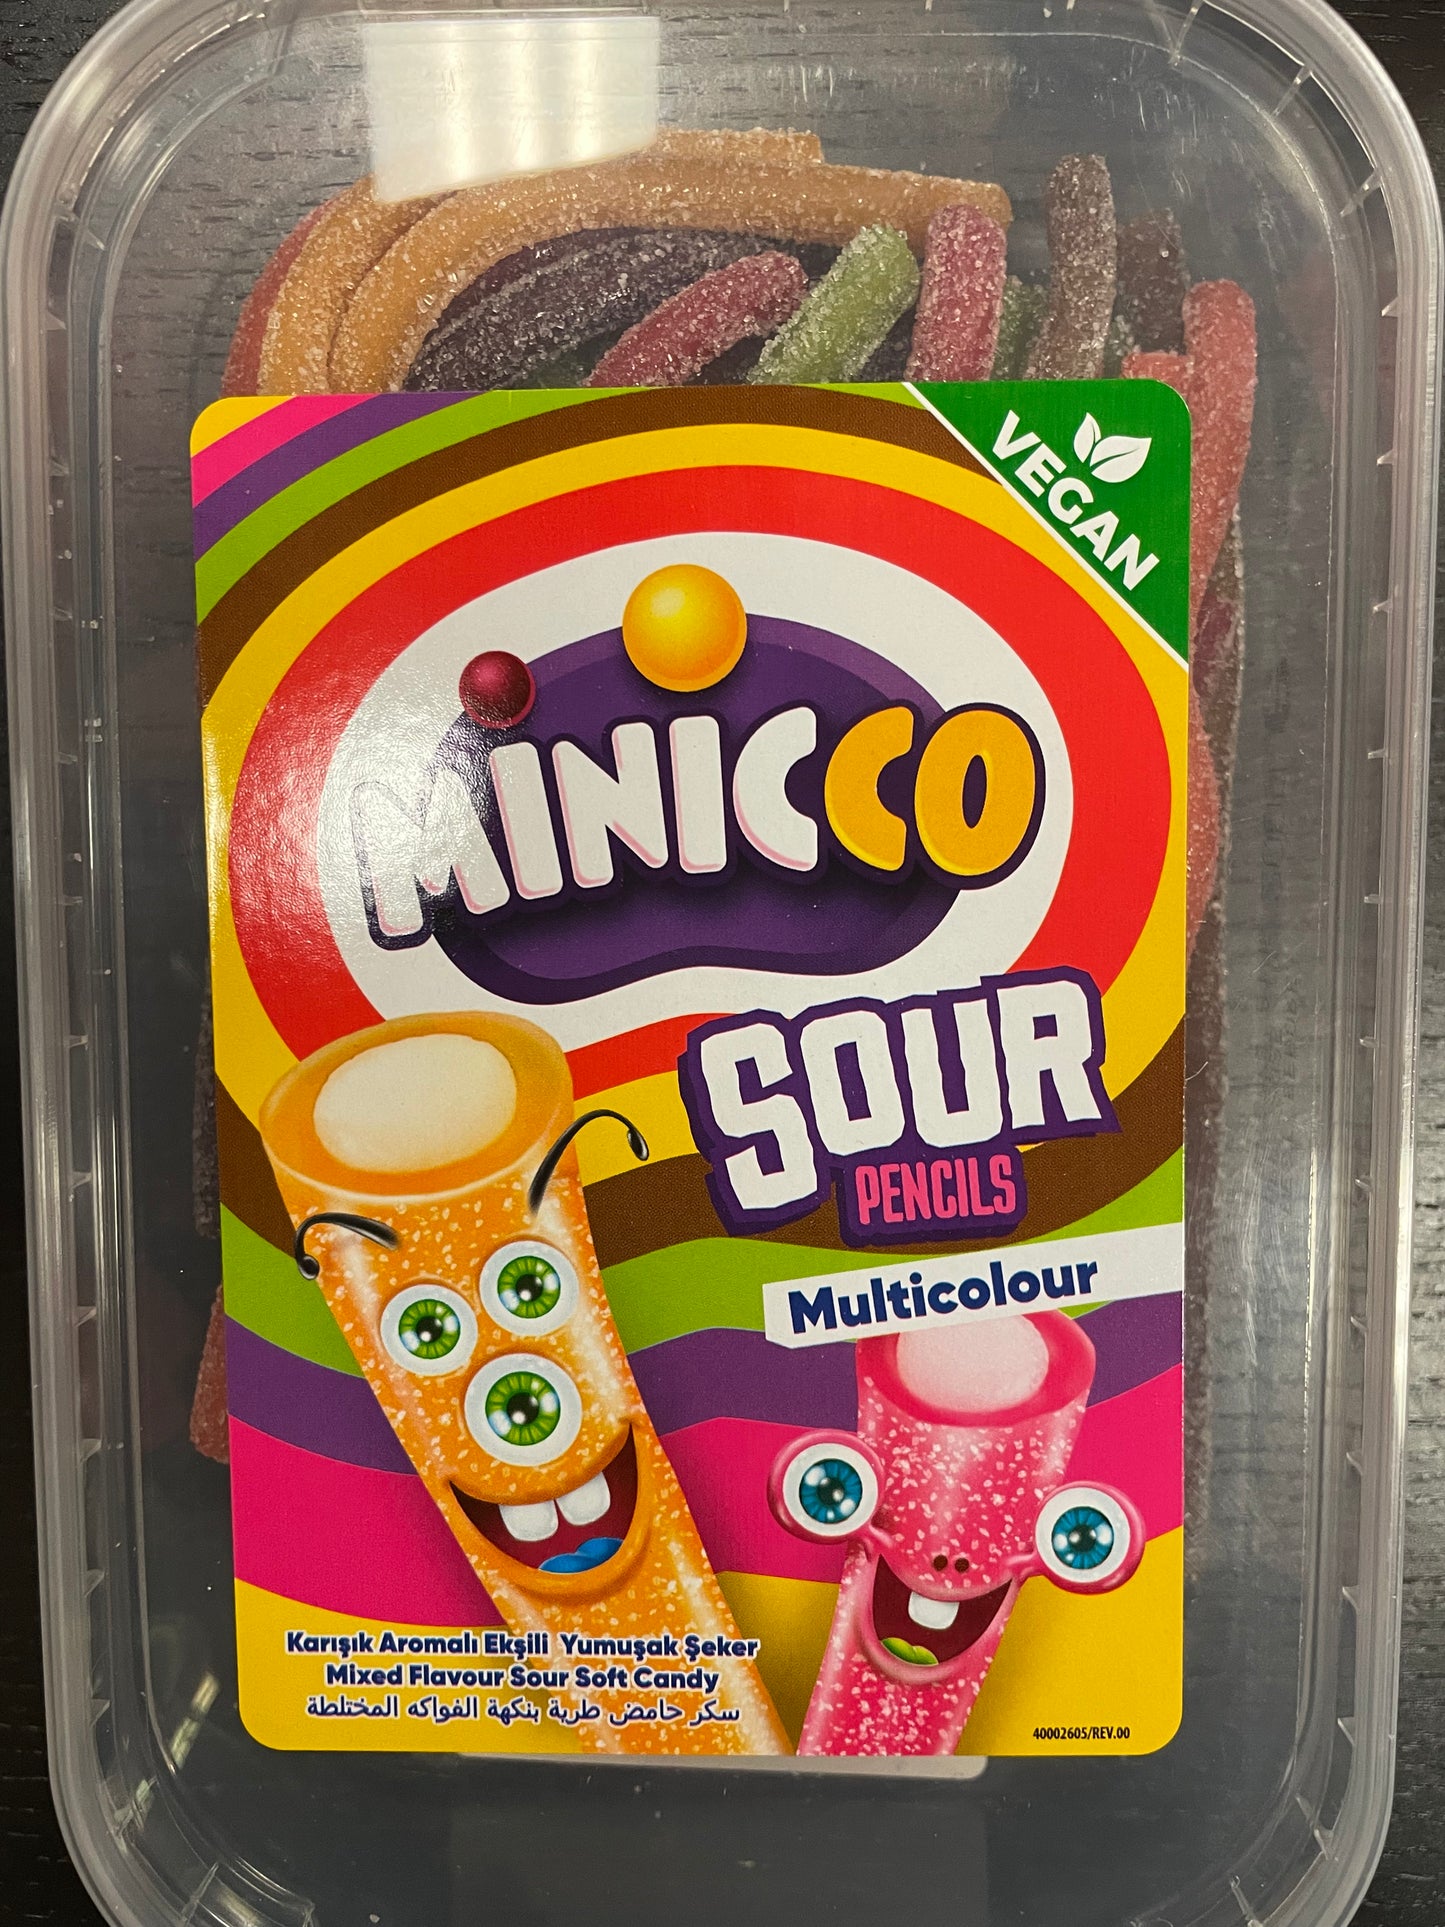 VEGAN
MiNICCO
SOUR
PENCILS
Multicolour
Karışık Aromalı Ekşili Yumuşak Şeker
Mixed Flavour Sour Soft Candy
سكر حامض طرية بنكهة الفواكه المختلطة
40002605/REV.00